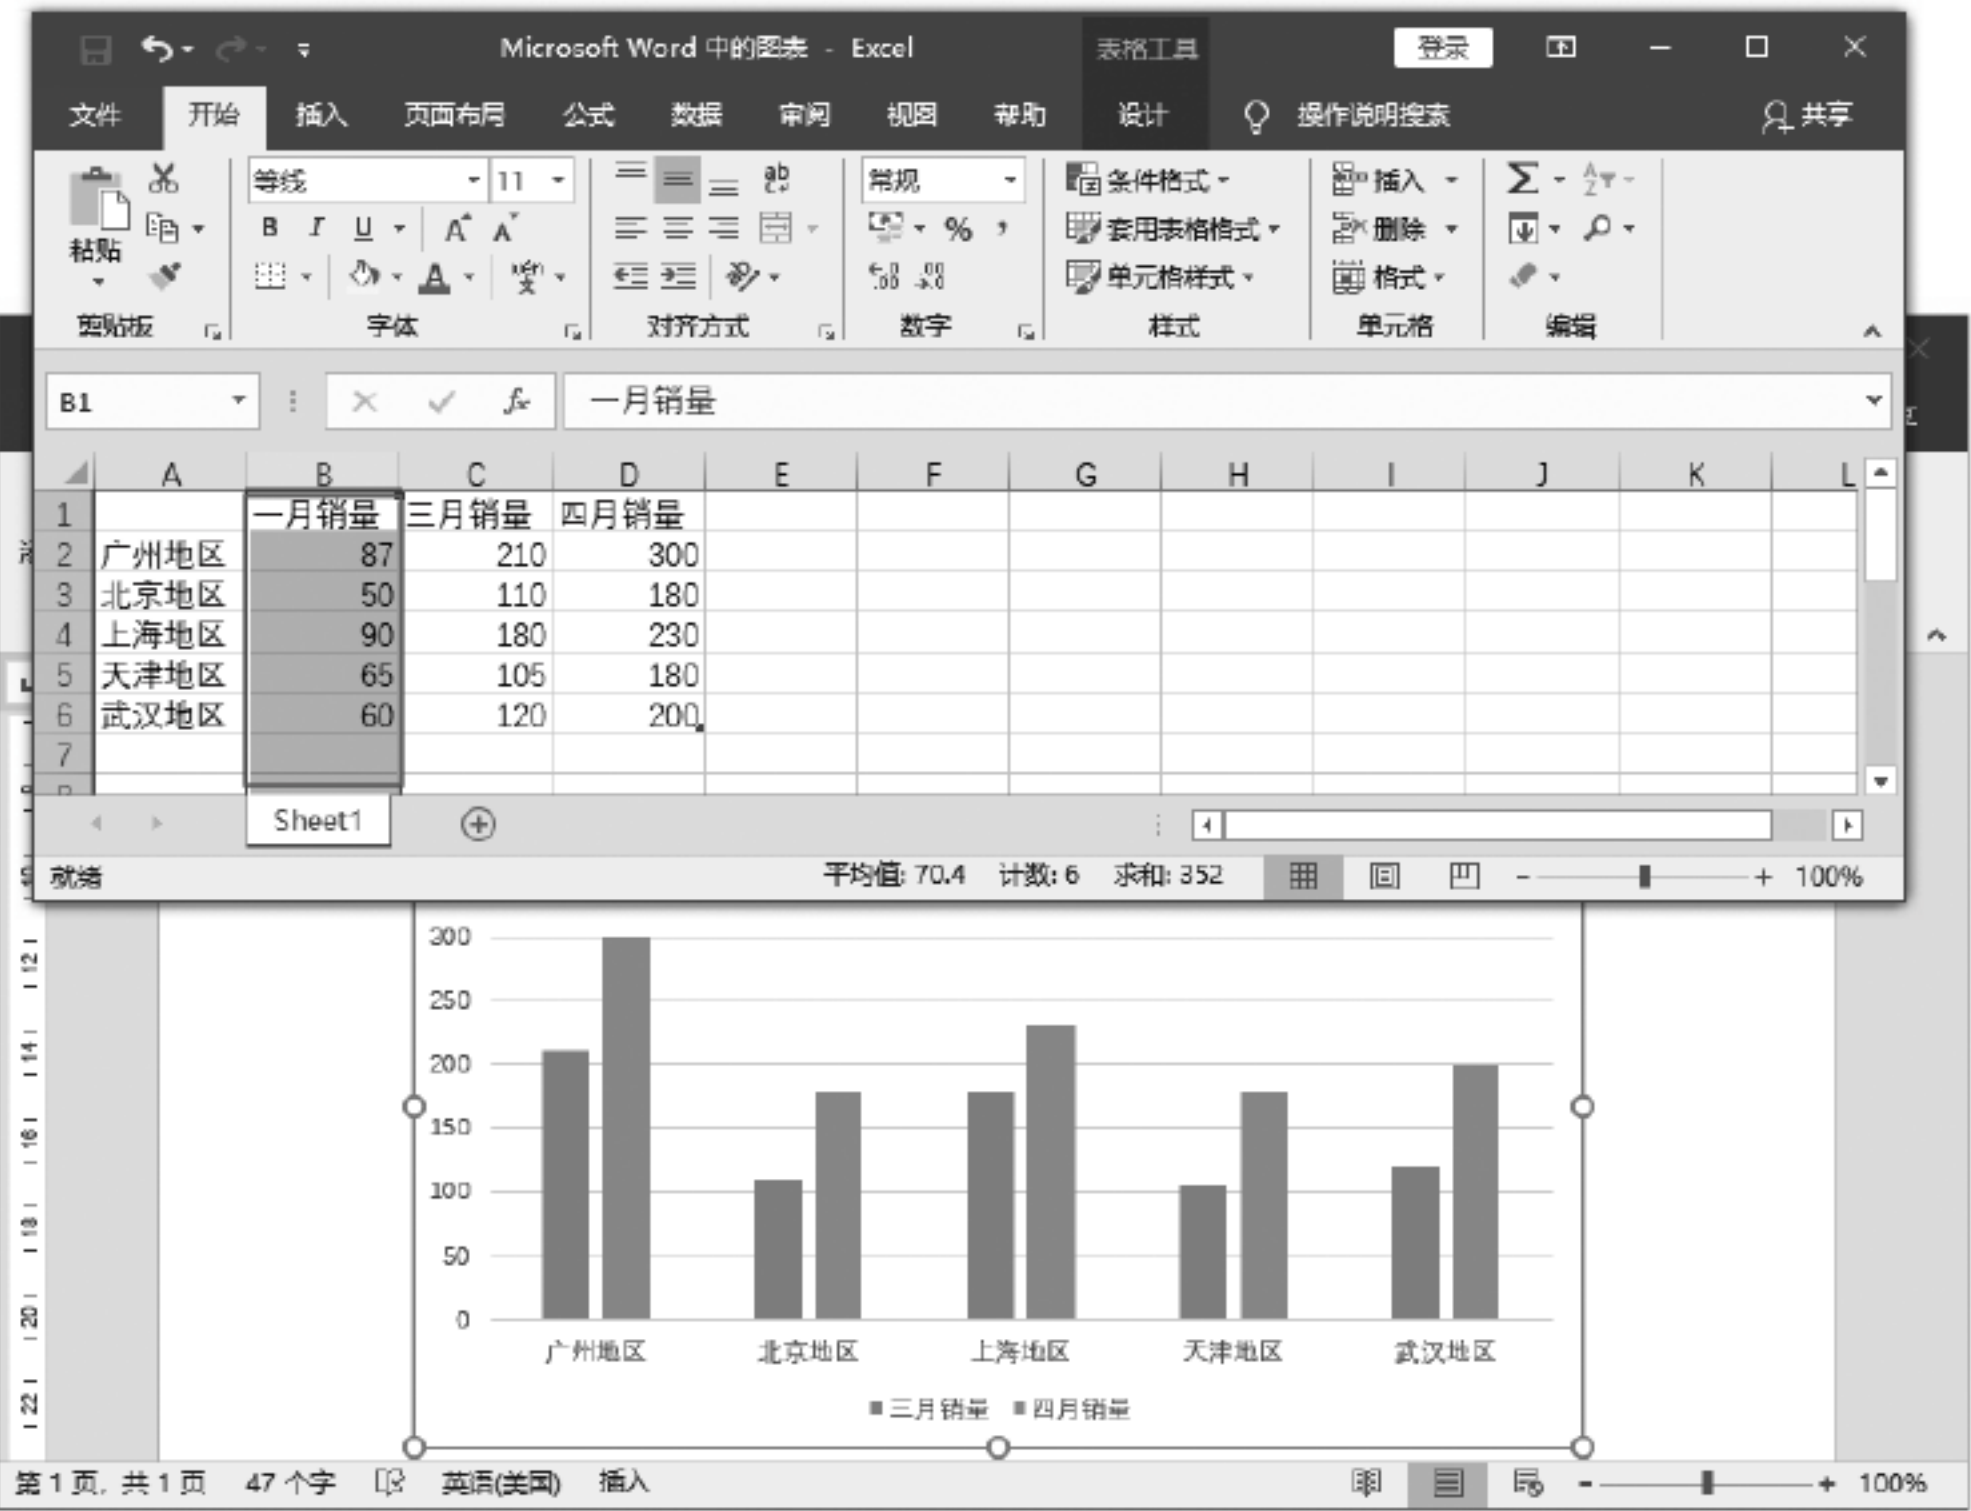 Microsoft Word 中的图表 - Excel 表格工具 登录
文件 开始 插入 页面布局 公式 数据 审阅 视图 帮助 设计 操作说明搜索 共享
等线 11 ab 常规 条件格式 插入 Σ
粘贴 B I U A A % , 套用表格格式 删除
A wén 文 单元格样式 格式
剪贴板 字体 对齐方式 数字 样式 单元格 编辑
B1 fx 一月销量
A B C D E F G H I J K L
1 一月销量 三月销量 四月销量
2 广州地区 87 210 300
3 北京地区 50 110 180
4 上海地区 90 180 230
5 天津地区 65 105 180
6 武汉地区 60 120 200
7
Sheet1
就绪 平均值: 70.4 计数: 6 求和: 352 100%
300
250
200
150
100
50
0
广州地区 北京地区 上海地区 天津地区 武汉地区
三月销量 四月销量
12
14
16
18
20
22
第 1 页, 共 1 页 47 个字 英语(美国) 插入 100%